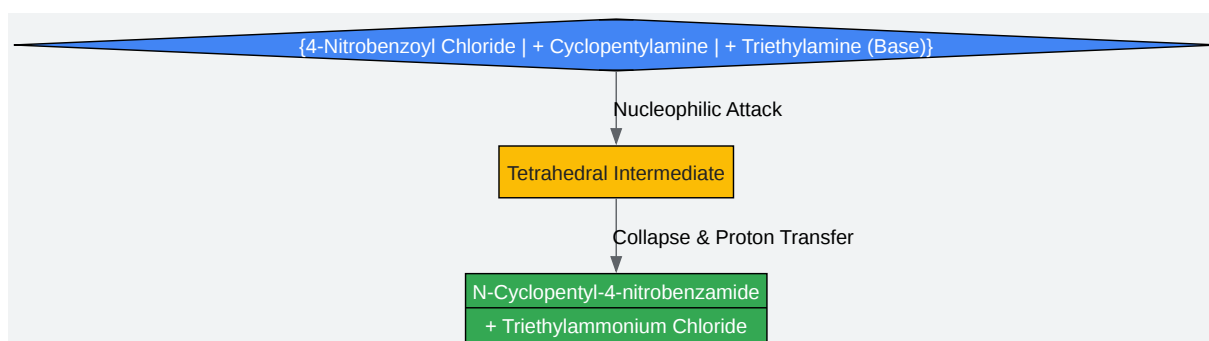 {4-Nitrobenzoyl Chloride | + Cyclopentylamine | + Triethylamine (Base)}
Nucleophilic Attack
Tetrahedral Intermediate
Collapse & Proton Transfer
N-Cyclopentyl-4-nitrobenzamide
+ Triethylammonium Chloride